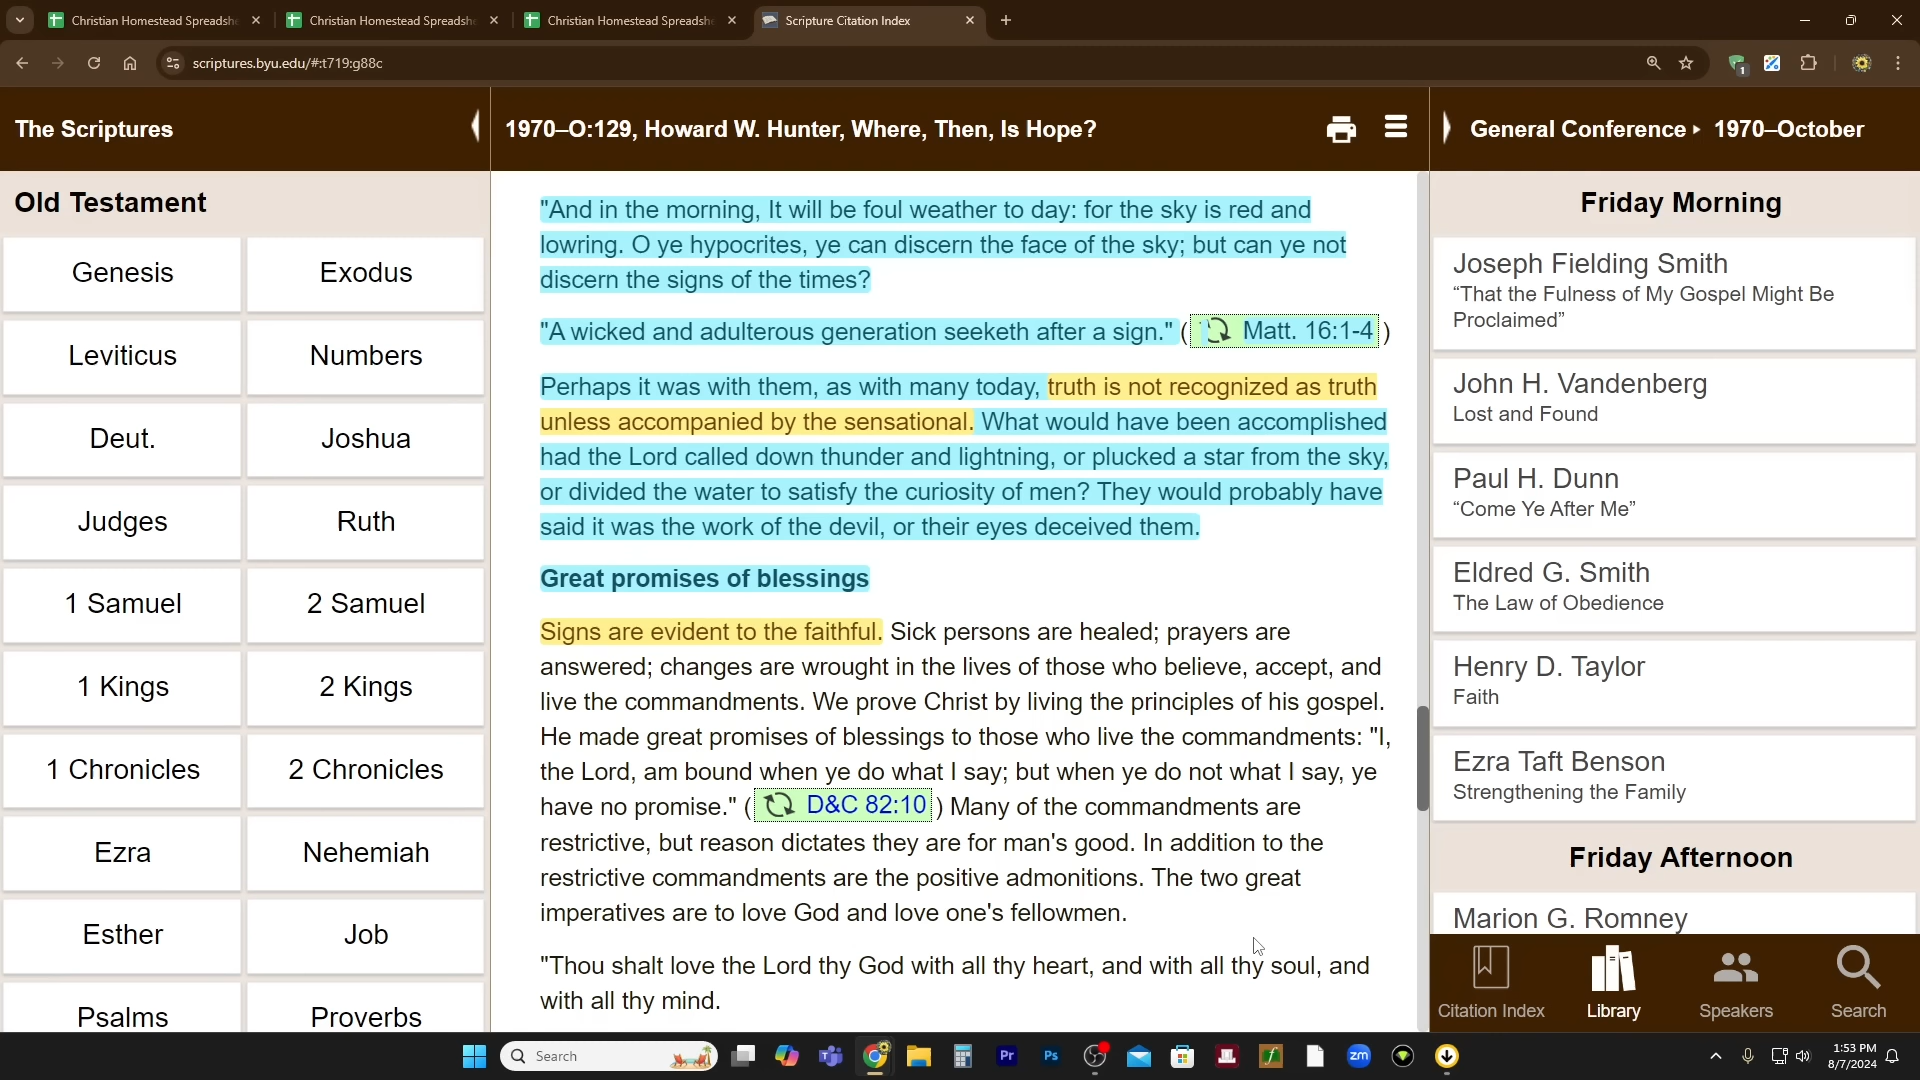 Christian Homestead Spreadsh
Christian Homestead Spreadsh
Christian Homestead Spreadsh
Scripture Citation Index
scriptures.byu.edu/#:t719:g88c
1
The Scriptures
1970–O:129, Howard W. Hunter, Where, Then, Is Hope?
General Conference ▸ 1970–October
Old Testament
Genesis
Exodus
Leviticus
Numbers
Deut.
Joshua
Judges
Ruth
1 Samuel
2 Samuel
1 Kings
2 Kings
1 Chronicles
2 Chronicles
Ezra
Nehemiah
Esther
Job
Psalms
Proverbs
"And in the morning, It will be foul weather to day: for the sky is red and
lowring. O ye hypocrites, ye can discern the face of the sky; but can ye not
discern the signs of the times?
"A wicked and adulterous generation seeketh after a sign." ( Matt. 16:1-4 )
Perhaps it was with them, as with many today, truth is not recognized as truth
unless accompanied by the sensational. What would have been accomplished
had the Lord called down thunder and lightning, or plucked a star from the sky,
or divided the water to satisfy the curiosity of men? They would probably have
said it was the work of the devil, or their eyes deceived them.
Great promises of blessings
Signs are evident to the faithful. Sick persons are healed; prayers are
answered; changes are wrought in the lives of those who believe, accept, and
live the commandments. We prove Christ by living the principles of his gospel.
He made great promises of blessings to those who live the commandments: "I,
the Lord, am bound when ye do what I say; but when ye do not what I say, ye
have no promise." ( D&C 82:10 ) Many of the commandments are
restrictive, but reason dictates they are for man's good. In addition to the
restrictive commandments are the positive admonitions. The two great
imperatives are to love God and love one's fellowmen.
"Thou shalt love the Lord thy God with all thy heart, and with all thy soul, and
with all thy mind.
Friday Morning
Joseph Fielding Smith
“That the Fulness of My Gospel Might Be
Proclaimed”
John H. Vandenberg
Lost and Found
Paul H. Dunn
“Come Ye After Me”
Eldred G. Smith
The Law of Obedience
Henry D. Taylor
Faith
Ezra Taft Benson
Strengthening the Family
Friday Afternoon
Marion G. Romney
Citation Index
Library
Speakers
Search
Search
Pr
Ps
zm
1:53 PM
8/7/2024